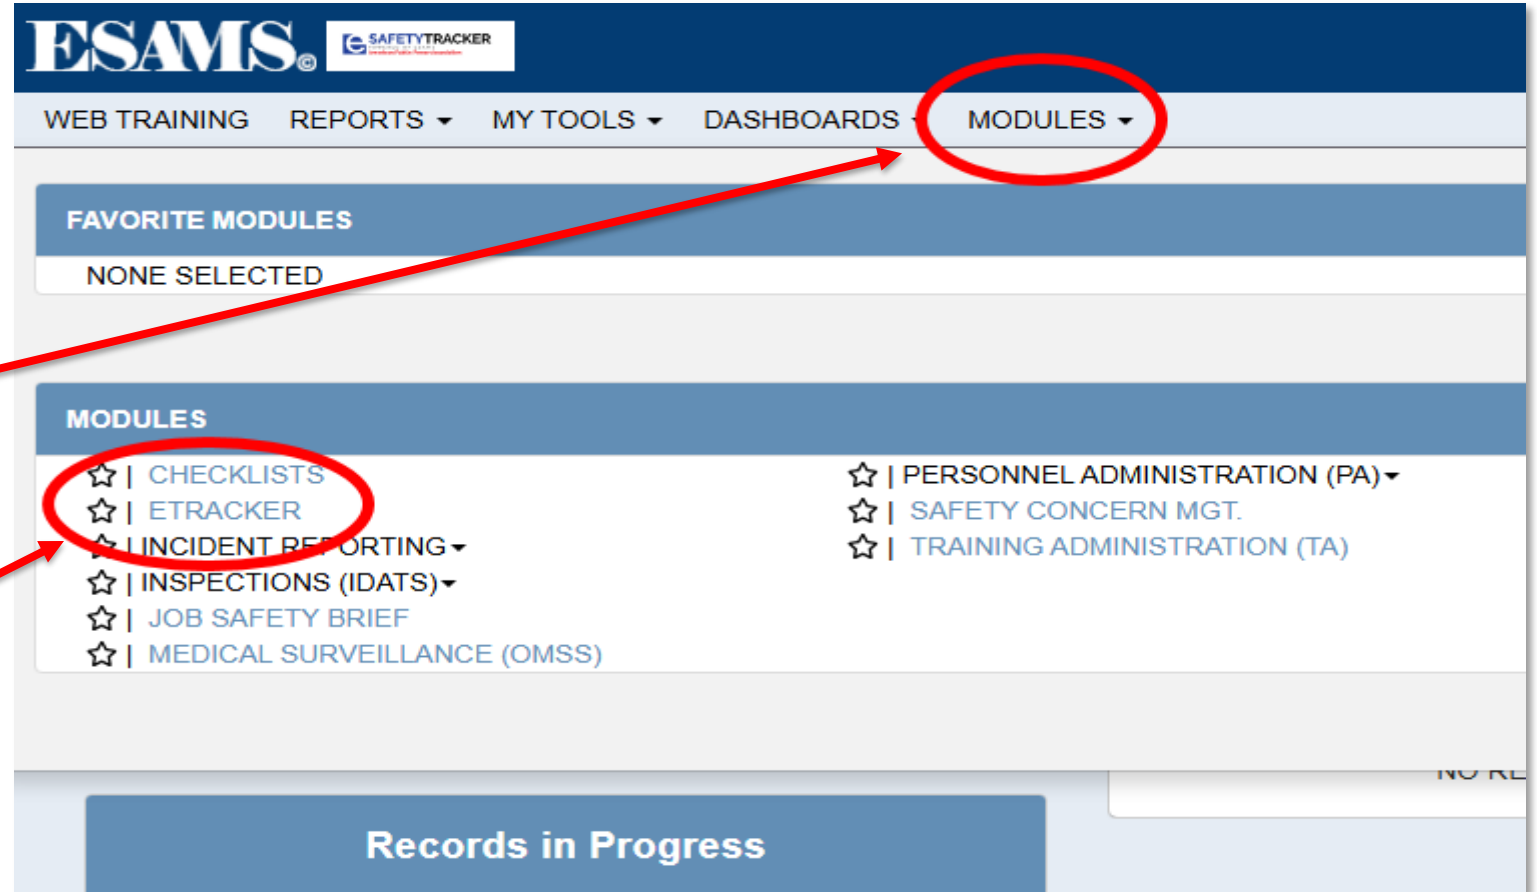 ESAMS© e SAFETYTRACKER
WEB TRAINING REPORTS MY TOOLS DASHBOARDS MODULES
FAVORITE MODULES
NONE SELECTED
MODULES
| CHECKLISTS
| ETRACKER
| INCIDENT REPORTING
| INSPECTIONS (IDATS)
| JOB SAFETY BRIEF
| MEDICAL SURVEILLANCE (OMSS)
| PERSONNEL ADMINISTRATION (PA)
| SAFETY CONCERN MGT.
| TRAINING ADMINISTRATION (TA)
NO RE
Records in Progress